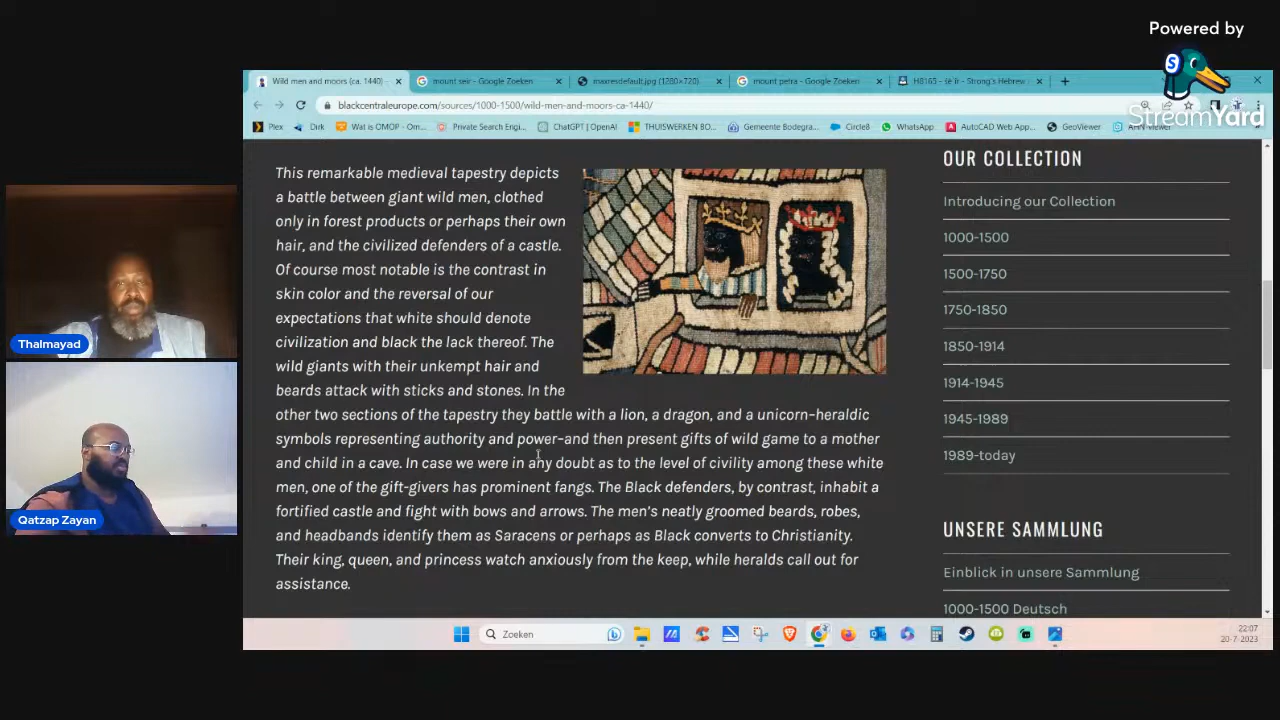 Powered by
StreamYard
Wild men and moors (ca. 1440) -
mount seir - Google Zoeken
maxresdefault.jpg (1280×720)
mount petra - Google Zoeken
H8165 - śēʿîr - Strong's Hebrew
blackcentraleurope.com/sources/1000-1500/wild-men-and-moors-ca-1440/
Plex
Dirk
Wat is OMOP - Om...
Private Search Engi...
ChatGPT | OpenAI
THUISWERKEN BO...
Gemeente Bodegra...
Circle8
WhatsApp
AutoCAD Web App...
GeoViewer
AHN Viewer
This remarkable medieval tapestry depicts
a battle between giant wild men, clothed
only in forest products or perhaps their own
hair, and the civilized defenders of a castle.
Of course most notable is the contrast in
skin color and the reversal of our
expectations that white should denote
civilization and black the lack thereof. The
wild giants with their unkempt hair and
beards attack with sticks and stones. In the
other two sections of the tapestry they battle with a lion, a dragon, and a unicorn–heraldic
symbols representing authority and power–and then present gifts of wild game to a mother
and child in a cave. In case we were in any doubt as to the level of civility among these white
men, one of the gift-givers has prominent fangs. The Black defenders, by contrast, inhabit a
fortified castle and fight with bows and arrows. The men's neatly groomed beards, robes,
and headbands identify them as Saracens or perhaps as Black converts to Christianity.
Their king, queen, and princess watch anxiously from the keep, while heralds call out for
assistance.
OUR COLLECTION
Introducing our Collection
1000-1500
1500-1750
1750-1850
1850-1914
1914-1945
1945-1989
1989-today
UNSERE SAMMLUNG
Einblick in unsere Sammlung
1000-1500 Deutsch
Thalmayad
Qatzap Zayan
Zoeken
22:07
20-7-2023